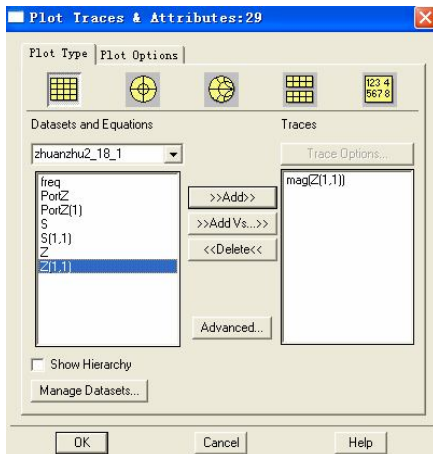 Plot Traces & Attributes:29
Plot Type
Plot Options
123 4
567 8
Datasets and Equations
Traces
zhuanzhu2_18_1
Trace Options...
freq
PortZ
PortZ(1)
S
S(1,1)
Z
Z(1,1)
>>Add>>
>>Add Vs...>>
<<Delete<<
Advanced...
mag(Z(1,1))
Show Hierarchy
Manage Datasets...
OK
Cancel
Help